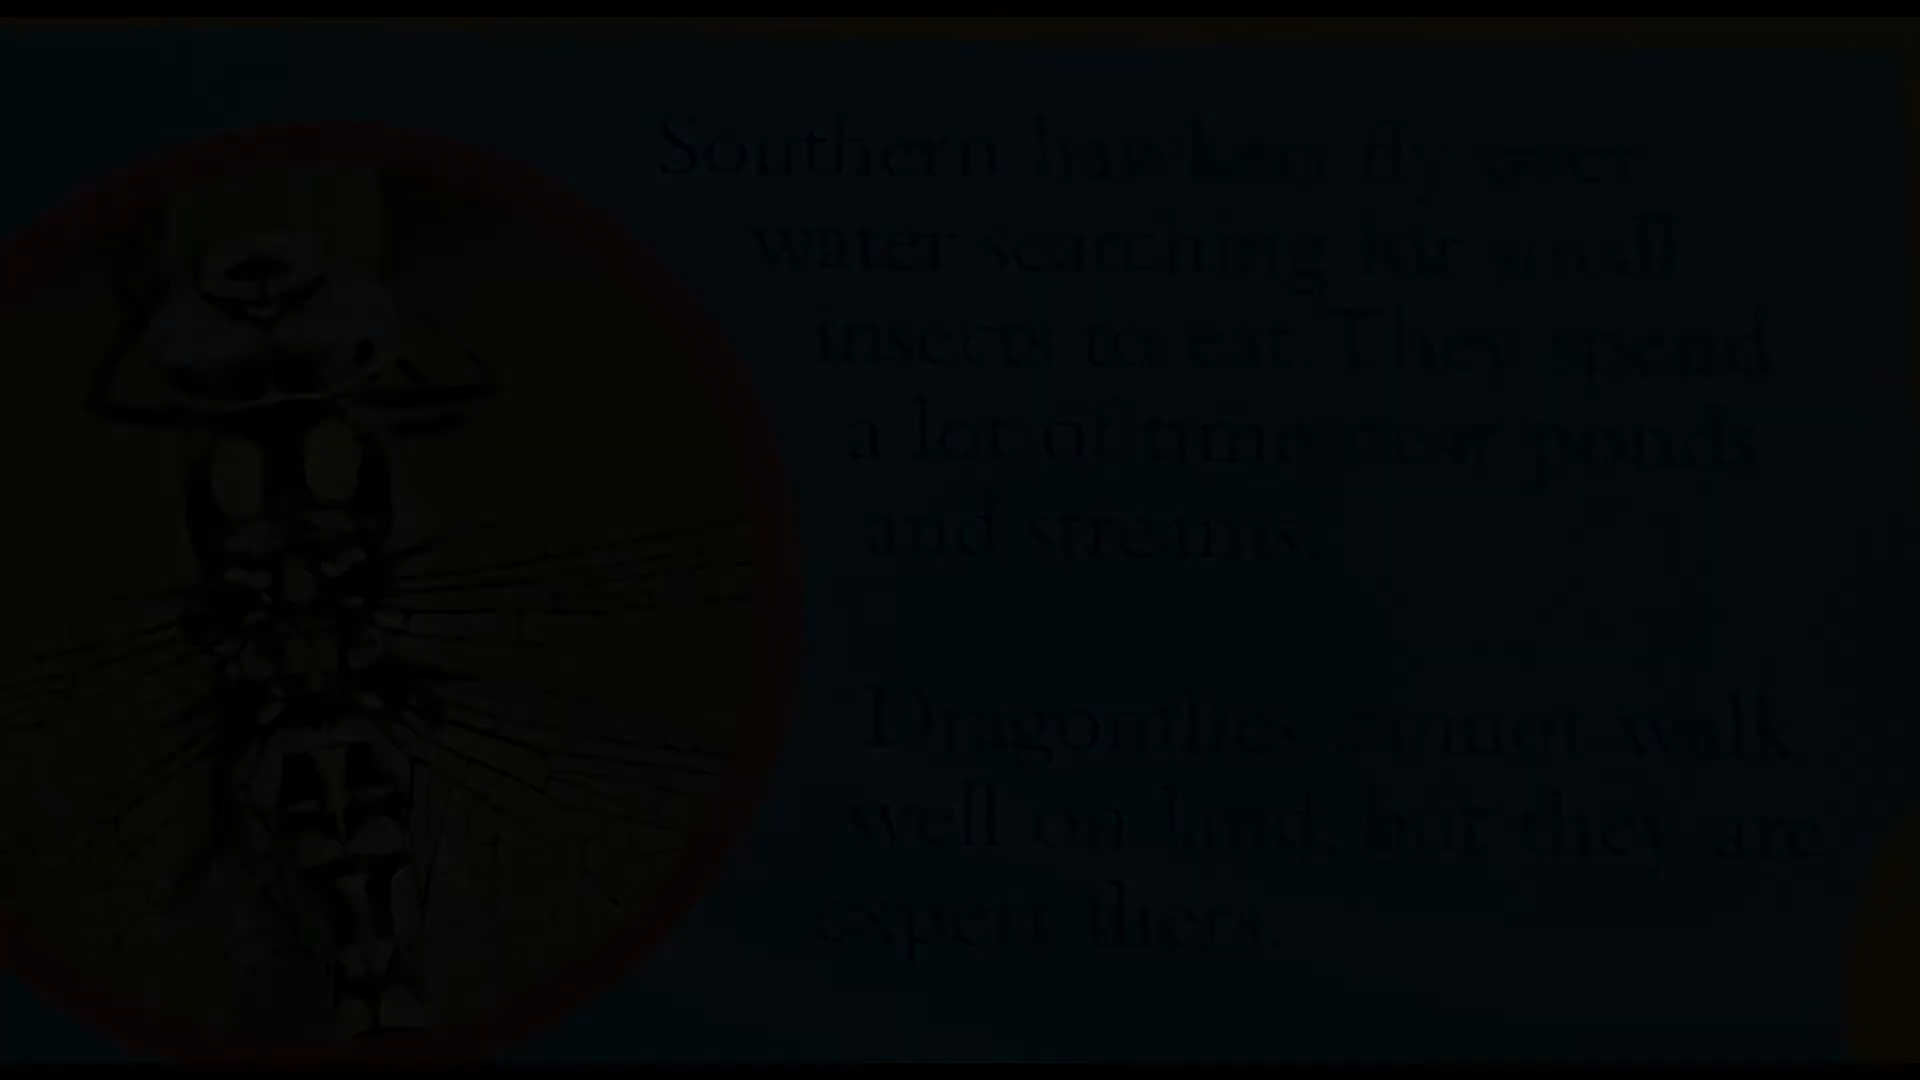 Southern hawkers fly over
water searching for small
insects to eat. They spend
a lot of time near ponds
and streams.
Dragonflies cannot walk
well on land, but they are
expert fliers.